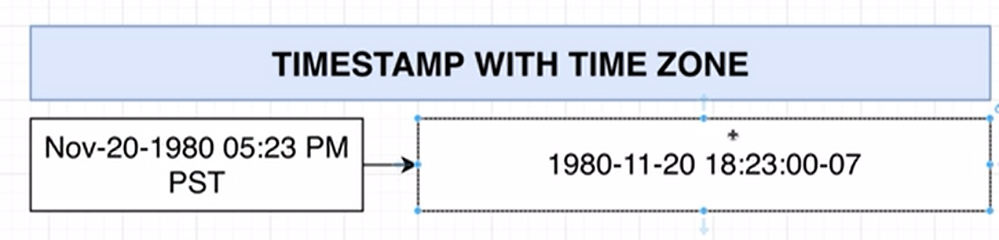 TIMESTAMP WITH TIME ZONE
Nov-20-1980 05:23 PM
PST
1980-11-20 18:23:00-07